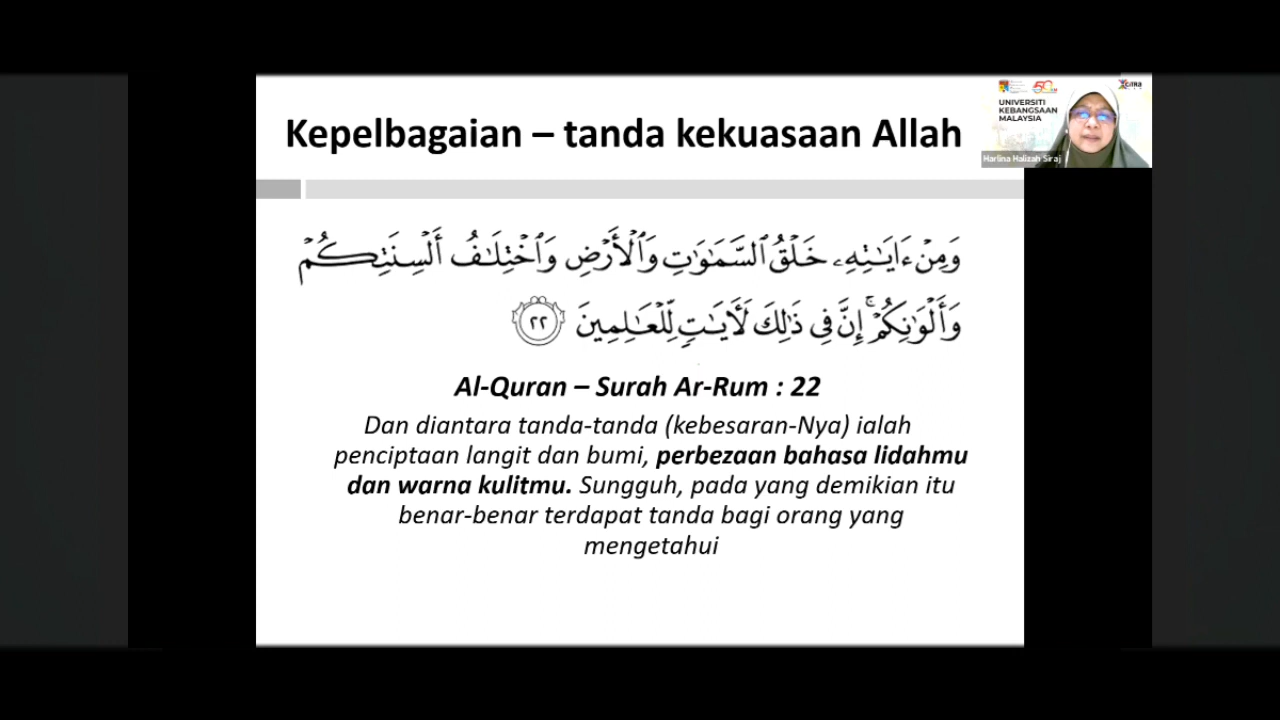 Kepelbagaian – tanda kekuasaan Allah
UNIVERSITI
KEBANGSAAN
MALAYSIA
Harlina Halizah Siraj
وَمِنْ ءَايَـٰتِهِۦ خَلْقُ ٱلسَّمَـٰوَٰتِ وَٱلْأَرْضِ وَٱخْتِلَـٰفُ أَلْسِنَتِكُمْ
وَأَلْوَٰنِكُمْ ۚ إِنَّ فِى ذَٰلِكَ لَـَٔايَـٰتٍ لِّلْعَـٰلِمِينَ ٢٢
Al-Quran – Surah Ar-Rum : 22
Dan diantara tanda-tanda (kebesaran-Nya) ialah
penciptaan langit dan bumi, perbezaan bahasa lidahmu
dan warna kulitmu. Sungguh, pada yang demikian itu
benar-benar terdapat tanda bagi orang yang
mengetahui